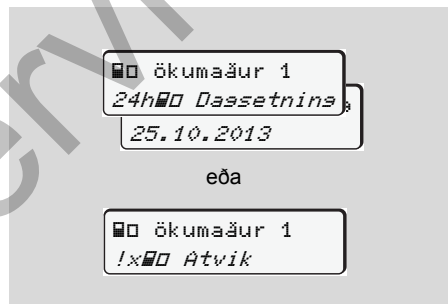 ökumaður 1
24h Dagsetning
25.10.2013
eða
ökumaður 1
!x Atvik